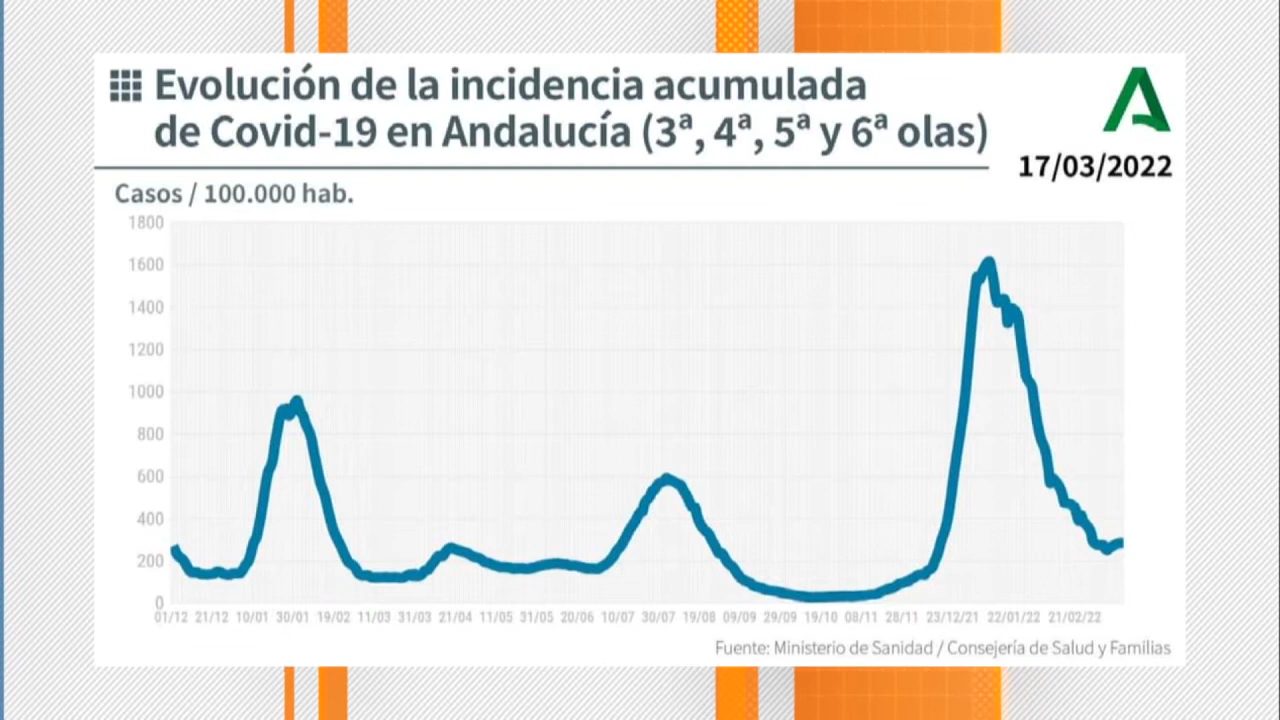 Evolución de la incidencia acumulada
de Covid-19 en Andalucía (3ª, 4ª, 5ª y 6ª olas)
17/03/2022
Casos / 100.000 hab.
1800
1600
1400
1200
1000
800
600
400
200
0
01/12 21/12 10/01 30/01 19/02 11/03 31/03 21/04 11/05 31/05 20/06 10/07 30/07 19/08 09/09 29/09 19/10 08/11 28/11 23/12/21 22/01/22 21/02/22
Fuente: Ministerio de Sanidad / Consejería de Salud y Familias